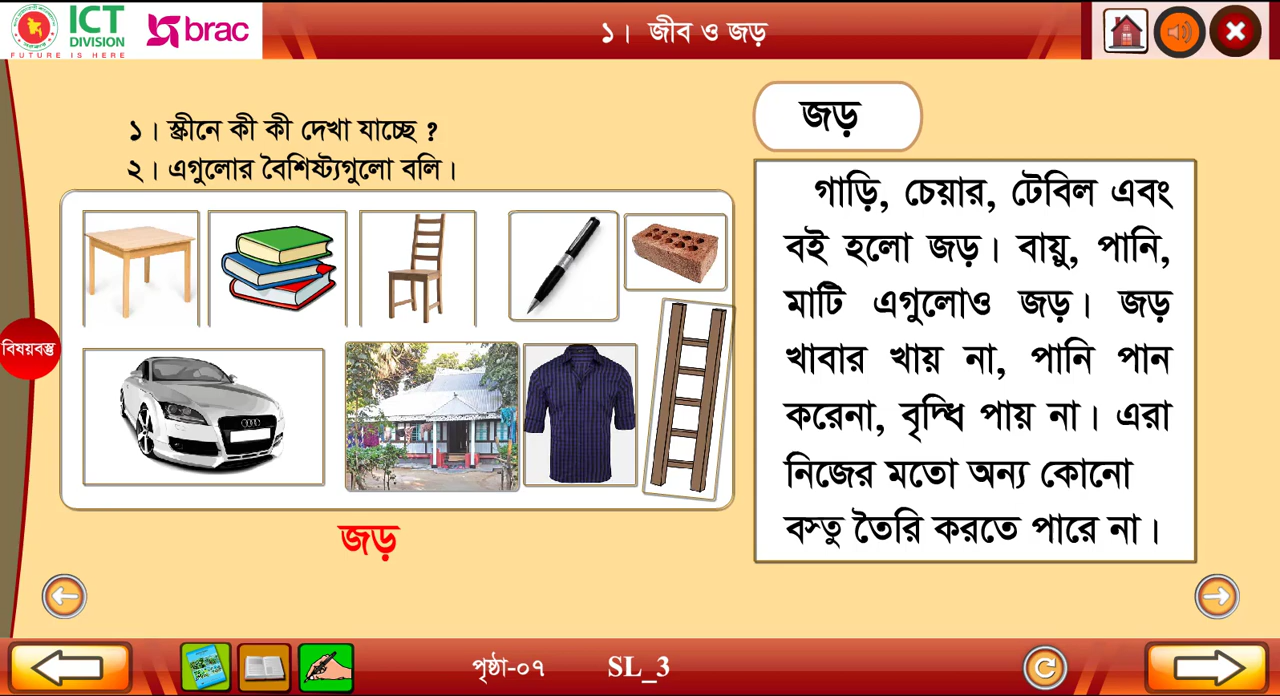 ICT
DIVISION
FUTURE IS HERE
brac
১। জীব ও জড়
১। স্ক্রীনে কী কী দেখা যাচ্ছে ?
২। এগুলোর বৈশিষ্ট্যগুলো বলি।
বিষয়বস্তু
জড়
জড়
গাড়ি, চেয়ার, টেবিল এবং
বই হলো জড়। বায়ু, পানি,
মাটি এগুলোও জড়। জড়
খাবার খায় না, পানি পান
করেনা, বৃদ্ধি পায় না। এরা
নিজের মতো অন্য কোনো
বস্তু তৈরি করতে পারে না।
পৃষ্ঠা-০৭
SL_3